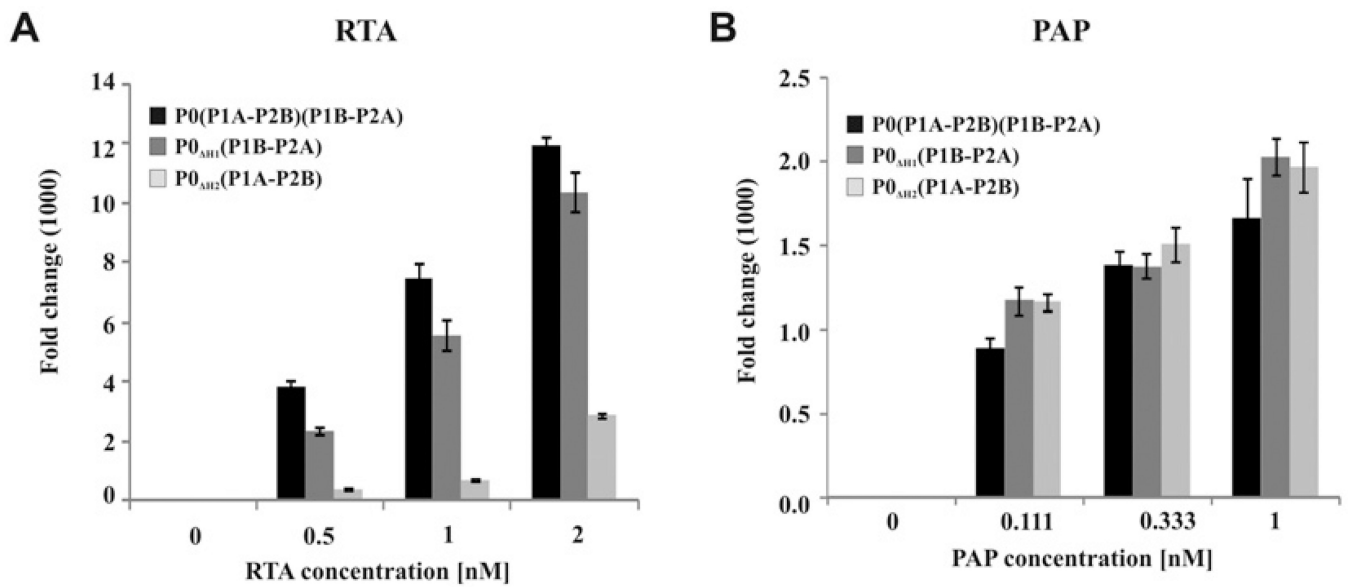 A
RTA
14
12
10
8
6
4
2
0
Fold change (1000)
P0(P1A-P2B)(P1B-P2A)
P0ΔH1(P1B-P2A)
P0ΔH2(P1A-P2B)
0 0.5 1 2
RTA concentration [nM]
B
PAP
2.5
2.0
1.5
1.0
0.5
0.0
Fold change (1000)
P0(P1A-P2B)(P1B-P2A)
P0ΔH1(P1B-P2A)
P0ΔH2(P1A-P2B)
0 0.111 0.333 1
PAP concentration [nM]